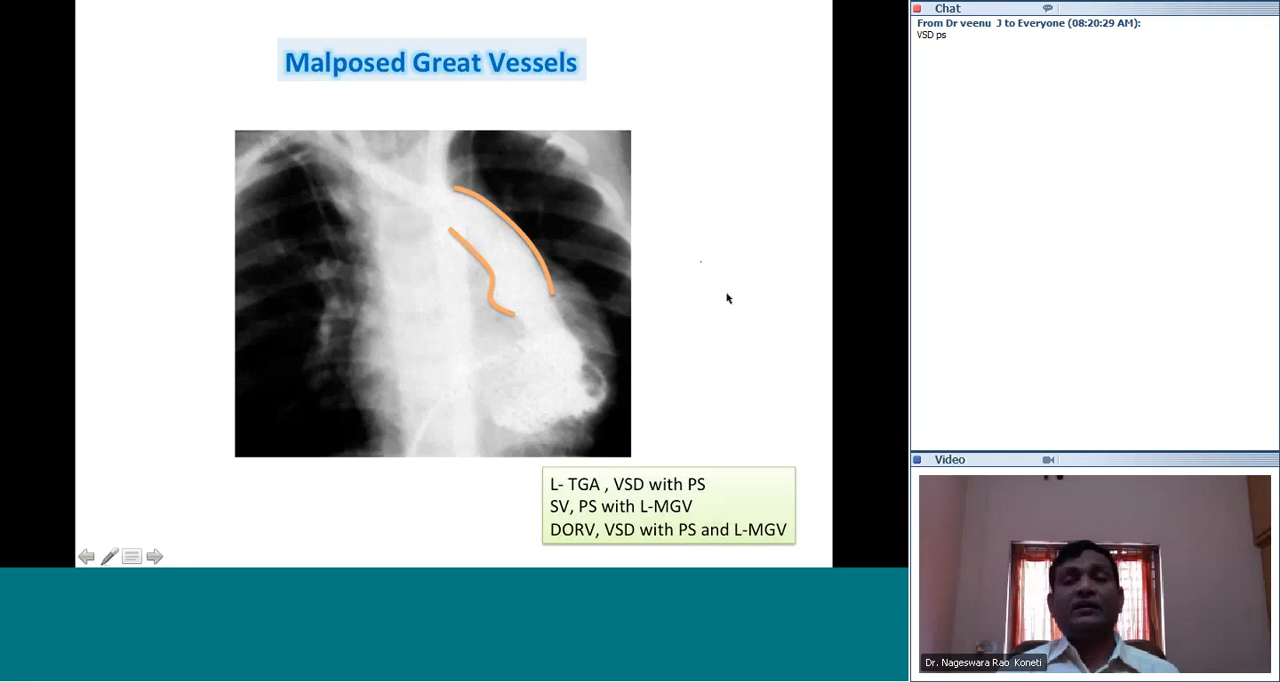 Malposed Great Vessels
L- TGA , VSD with PS
SV, PS with L-MGV
DORV, VSD with PS and L-MGV
Chat
From Dr veenu J to Everyone (08:20:29 AM):
VSD ps
Video
Dr. Nageswara Rao Koneti